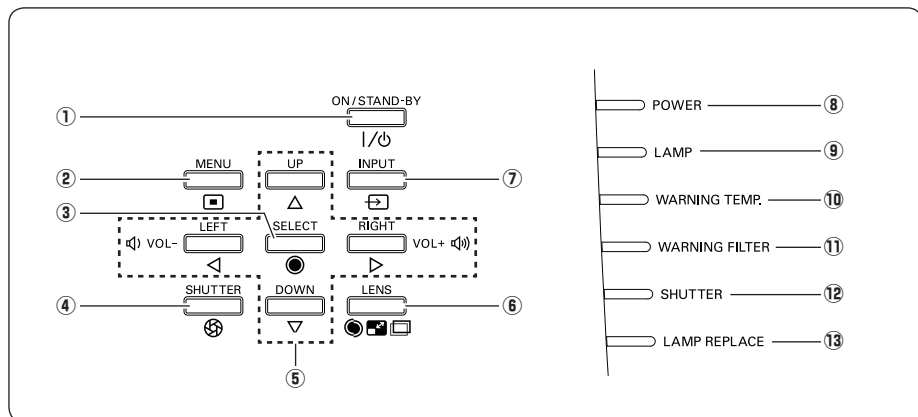 ON/STAND-BY
①
MENU
UP
INPUT
②
⑦
③
LEFT
SELECT
RIGHT
VOL–
VOL+
SHUTTER
DOWN
LENS
④
⑥
⑤
POWER ⑧
LAMP ⑨
WARNING TEMP. ⑩
WARNING FILTER ⑪
SHUTTER ⑫
LAMP REPLACE ⑬